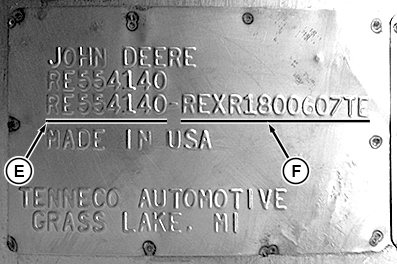 JOHN DEERE
RE554140
RE554140-REXR1800607TE
MADE IN USA
E
F
TENNECO AUTOMOTIVE
GRASS LAKE, MI